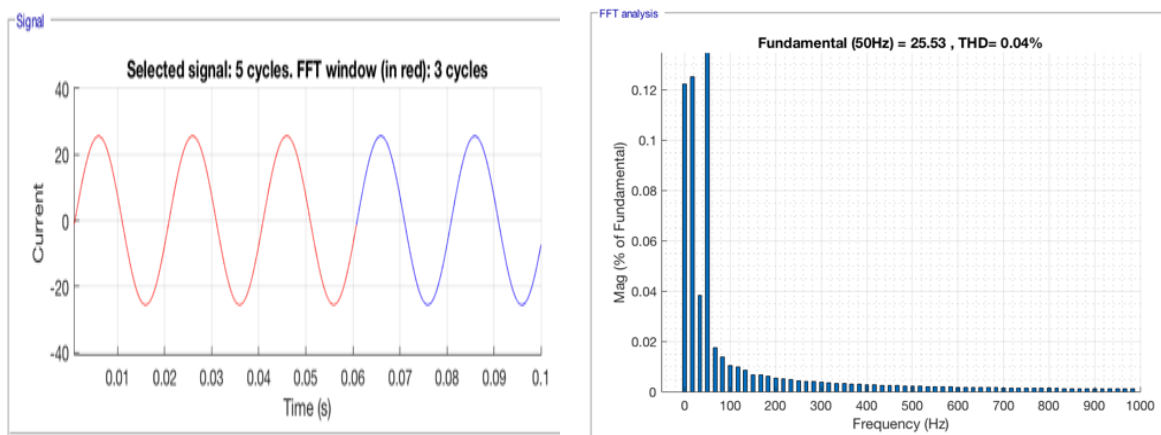 Signal
Selected signal: 5 cycles. FFT window (in red): 3 cycles
40
20
0
-20
-40
Current
0.01 0.02 0.03 0.04 0.05 0.06 0.07 0.08 0.09 0.1
Time (s)
FFT analysis
Fundamental (50Hz) = 25.53 , THD= 0.04%
0.12
0.1
0.08
0.06
0.04
0.02
0
Mag (% of Fundamental)
0 100 200 300 400 500 600 700 800 900 1000
Frequency (Hz)